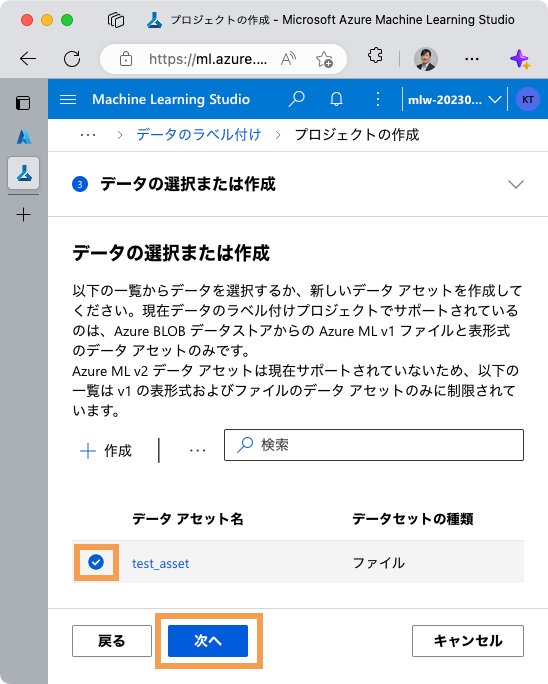 プロジェクトの作成 - Microsoft Azure Machine Learning Studio
https://ml.azure....
Machine Learning Studio
mlw-20230...
KT
… > データのラベル付け > プロジェクトの作成
3 データの選択または作成
データの選択または作成
以下の一覧からデータを選択するか、新しいデータ アセットを作成して
ください。現在データのラベル付けプロジェクトでサポートされている
のは、Azure BLOB データストアからの Azure ML v1 ファイルと表形式
のデータ アセットのみです。
Azure ML v2 データ アセットは現在サポートされていないため、以下の
一覧は v1 の表形式およびファイルのデータ アセットのみに制限されて
います。
作成
検索
データ アセット名 データセットの種類
test_asset ファイル
戻る 次へ キャンセル